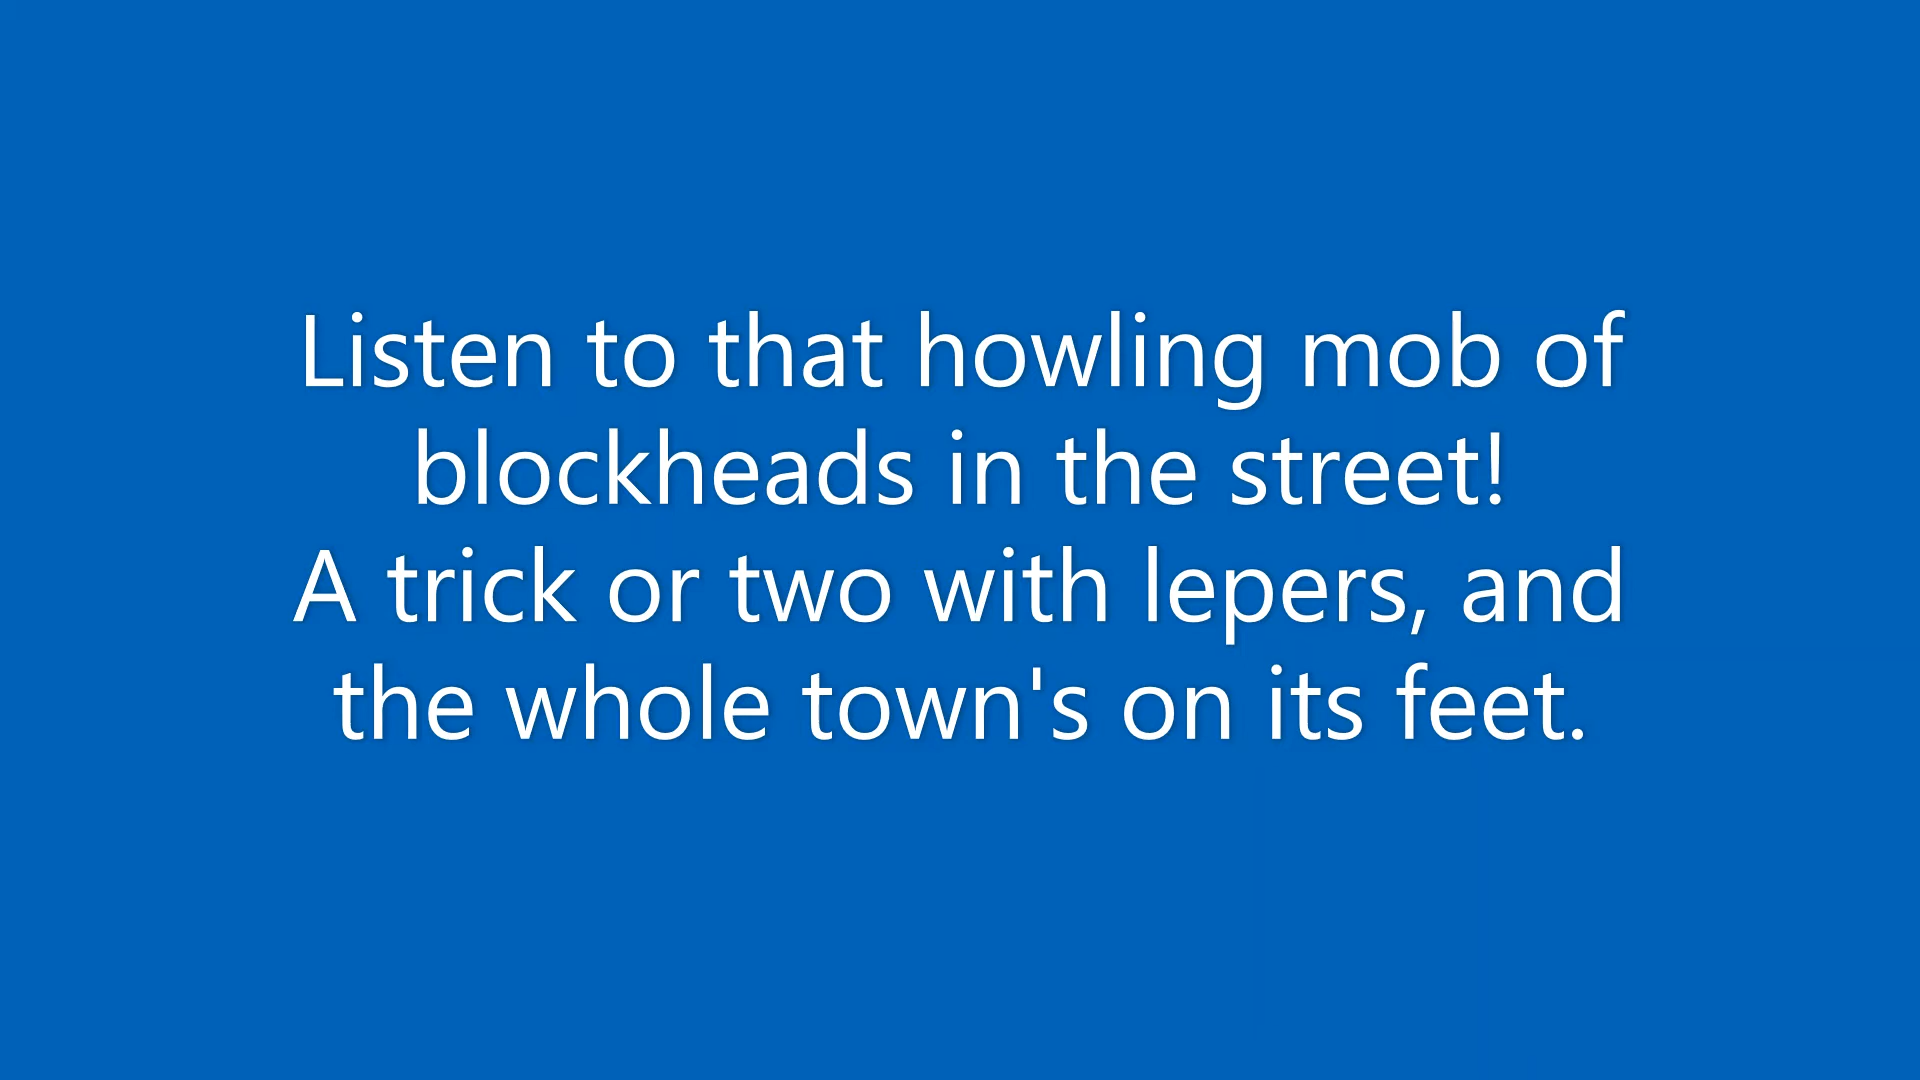 Listen to that howling mob of
blockheads in the street!
A trick or two with lepers, and
the whole town's on its feet.